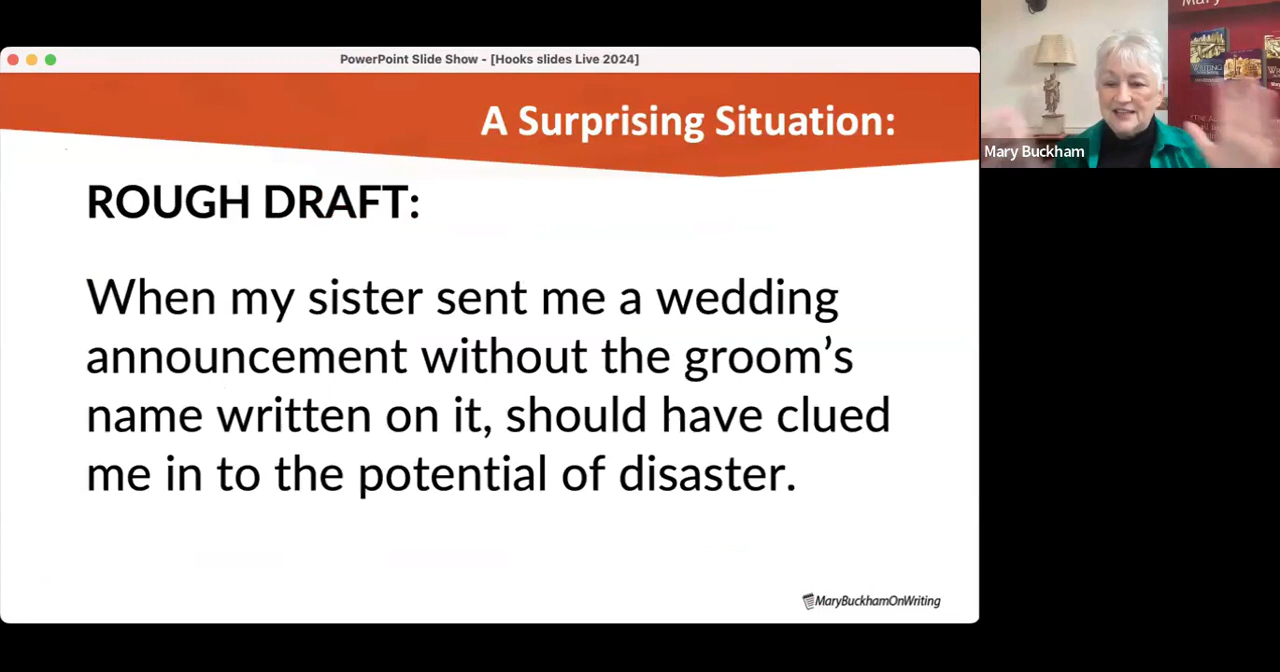 PowerPoint Slide Show - [Hooks slides Live 2024]
A Surprising Situation:
ROUGH DRAFT:
When my sister sent me a wedding
announcement without the groom’s
name written on it, should have clued
me in to the potential of disaster.
MaryBuckhamOnWriting
Mary
WRITING
Mary Buckham